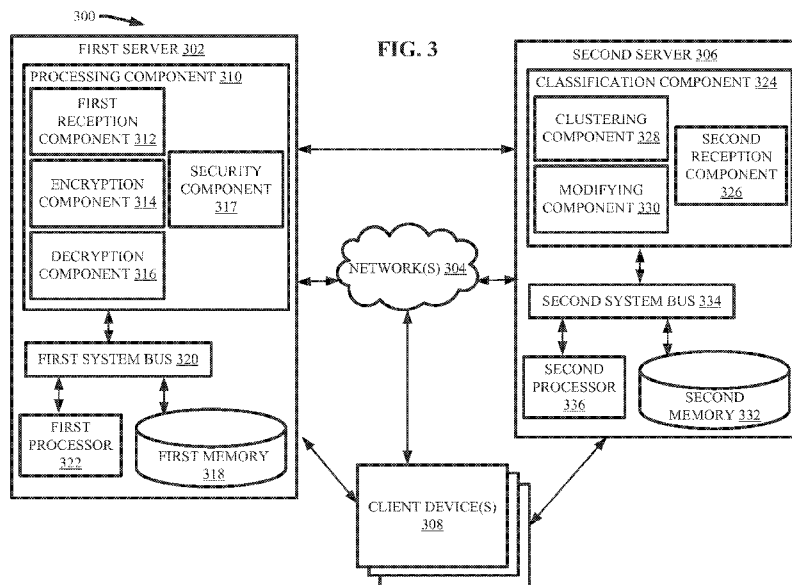 300
FIRST SERVER 302
FIG. 3
SECOND SERVER 306
PROCESSING COMPONENT 310
FIRST
RECEPTION
COMPONENT 312
ENCRYPTION
COMPONENT 314
DECRYPTION
COMPONENT 316
SECURITY
COMPONENT
317
FIRST SYSTEM BUS 320
FIRST
PROCESSOR
322
FIRST MEMORY
318
NETWORK(S) 304
CLIENT DEVICE(S)
308
CLASSIFICATION COMPONENT 324
CLUSTERING
COMPONENT 328
MODIFYING
COMPONENT 330
SECOND
RECEPTION
COMPONENT
326
SECOND SYSTEM BUS 334
SECOND
PROCESSOR
336
SECOND
MEMORY 332